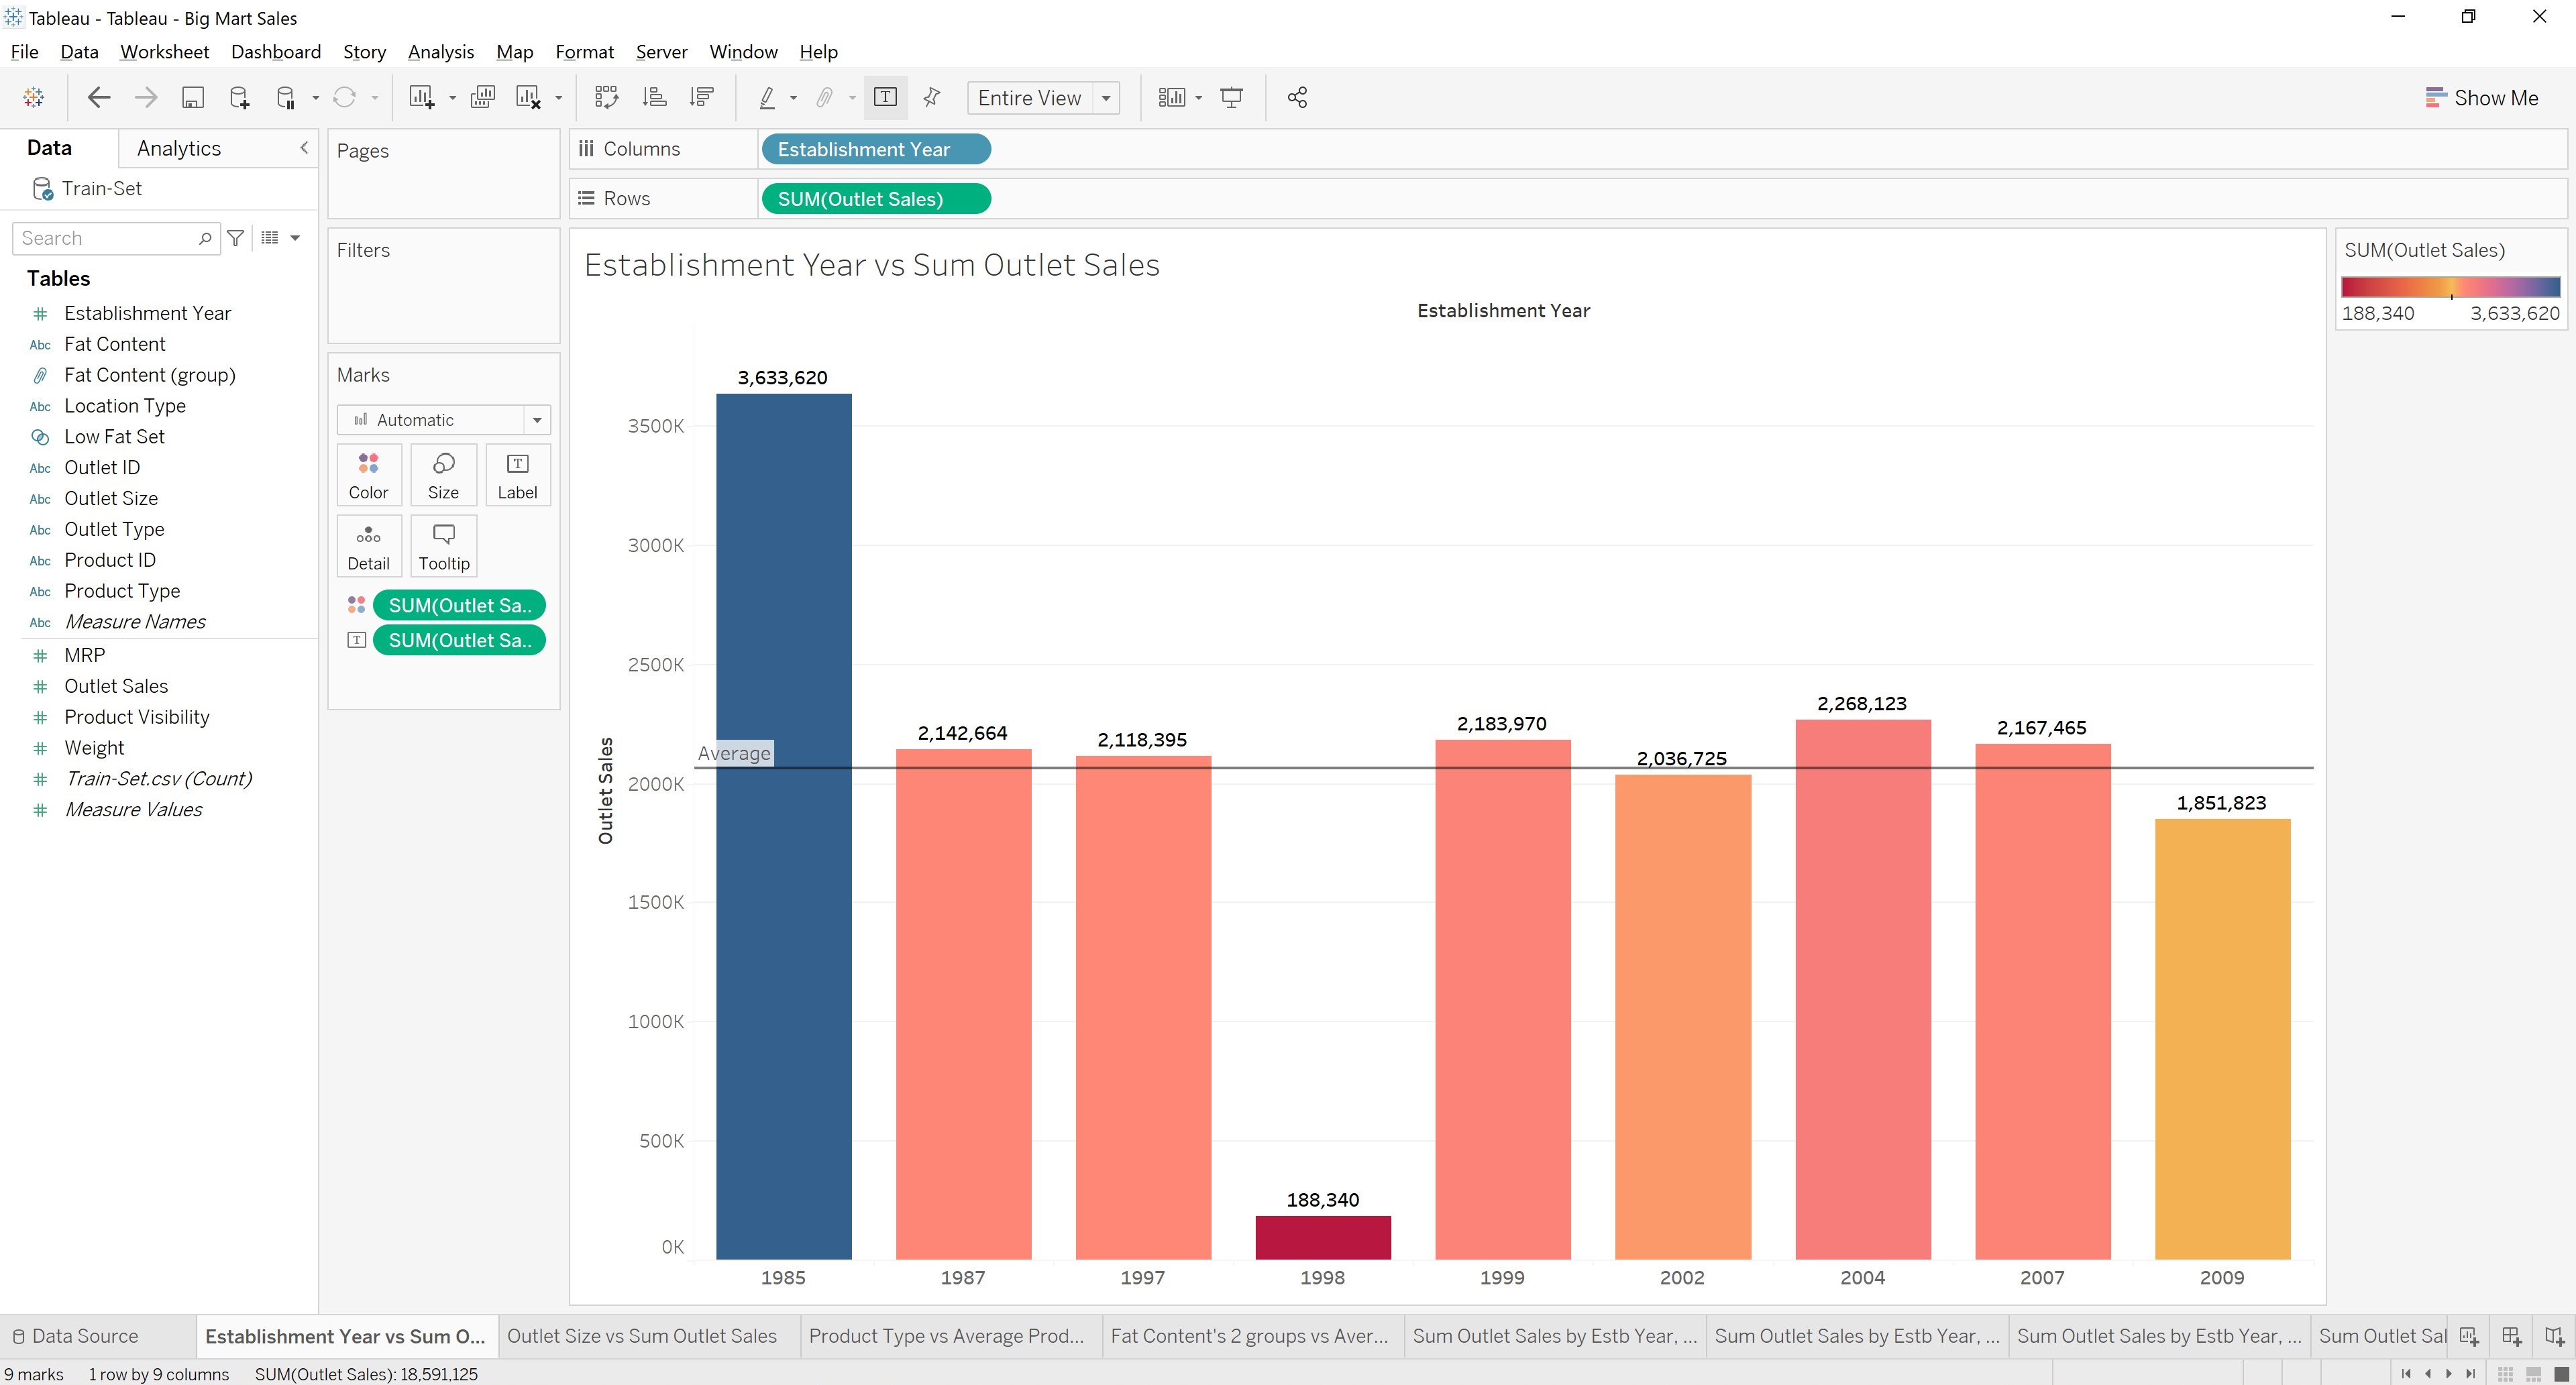 Tableau - Tableau - Big Mart Sales
File Data Worksheet Dashboard Story Analysis Map Format Server Window Help
Entire View
Show Me
Data Analytics
Train-Set
Search
Tables
Establishment Year
Abc Fat Content
Fat Content (group)
Abc Location Type
Low Fat Set
Abc Outlet ID
Abc Outlet Size
Abc Outlet Type
Abc Product ID
Abc Product Type
Abc Measure Names
MRP
Outlet Sales
Product Visibility
Weight
Train-Set.csv (Count)
Measure Values
Pages
Filters
Marks
Automatic
Color Size Label
Detail Tooltip
SUM(Outlet Sa..
SUM(Outlet Sa..
Columns Establishment Year
Rows SUM(Outlet Sales)
Establishment Year vs Sum Outlet Sales
Establishment Year
Outlet Sales
3500K
3000K
2500K
2000K
1500K
1000K
500K
0K
Average
3,633,620
2,142,664
2,118,395
188,340
2,183,970
2,036,725
2,268,123
2,167,465
1,851,823
1985 1987 1997 1998 1999 2002 2004 2007 2009
SUM(Outlet Sales)
188,340 3,633,620
Data Source Establishment Year vs Sum O... Outlet Size vs Sum Outlet Sales Product Type vs Average Prod... Fat Content's 2 groups vs Aver... Sum Outlet Sales by Estb Year, ... Sum Outlet Sales by Estb Year, ... Sum Outlet Sales by Estb Year, ... Sum Outlet Sal
9 marks 1 row by 9 columns SUM(Outlet Sales): 18,591,125